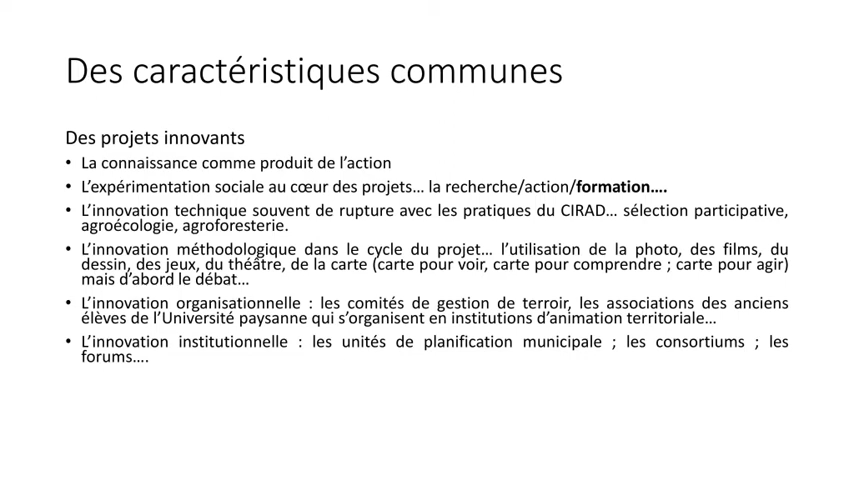 Des caractéristiques communes
Des projets innovants
• La connaissance comme produit de l’action
• L’expérimentation sociale au cœur des projets… la recherche/action/formation….
• L’innovation technique souvent de rupture avec les pratiques du CIRAD… sélection participative,
agroécologie, agroforesterie.
• L’innovation méthodologique dans le cycle du projet… l’utilisation de la photo, des films, du
dessin, des jeux, du théâtre, de la carte (carte pour voir, carte pour comprendre ; carte pour agir)
mais d’abord le débat…
• L’innovation organisationnelle : les comités de gestion de terroir, les associations des anciens
élèves de l’Université paysanne qui s’organisent en institutions d’animation territoriale…
• L’innovation institutionnelle : les unités de planification municipale ; les consortiums ; les
forums….